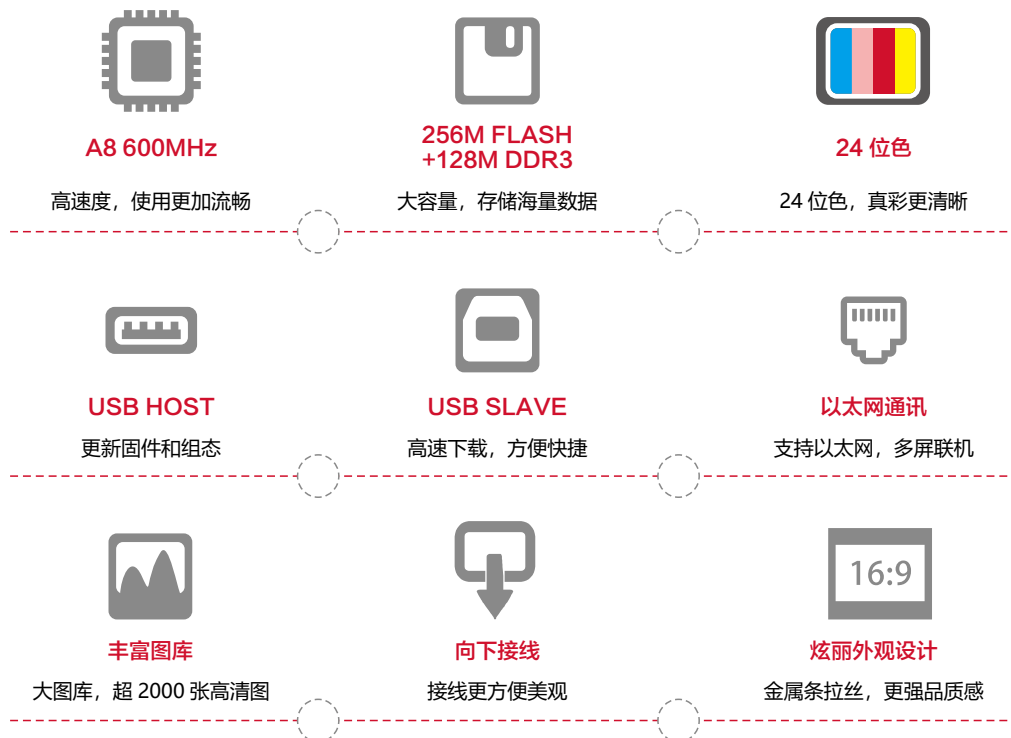 A8 600MHz
256M FLASH
+128M DDR3
24 位色
高速度，使用更加流畅
大容量，存储海量数据
24 位色，真彩更清晰
USB HOST
USB SLAVE
以太网通讯
更新固件和组态
高速下载，方便快捷
支持以太网，多屏联机
16:9
丰富图库
向下接线
炫丽外观设计
大图库，超 2000 张高清图
接线更方便美观
金属条拉丝，更强品质感